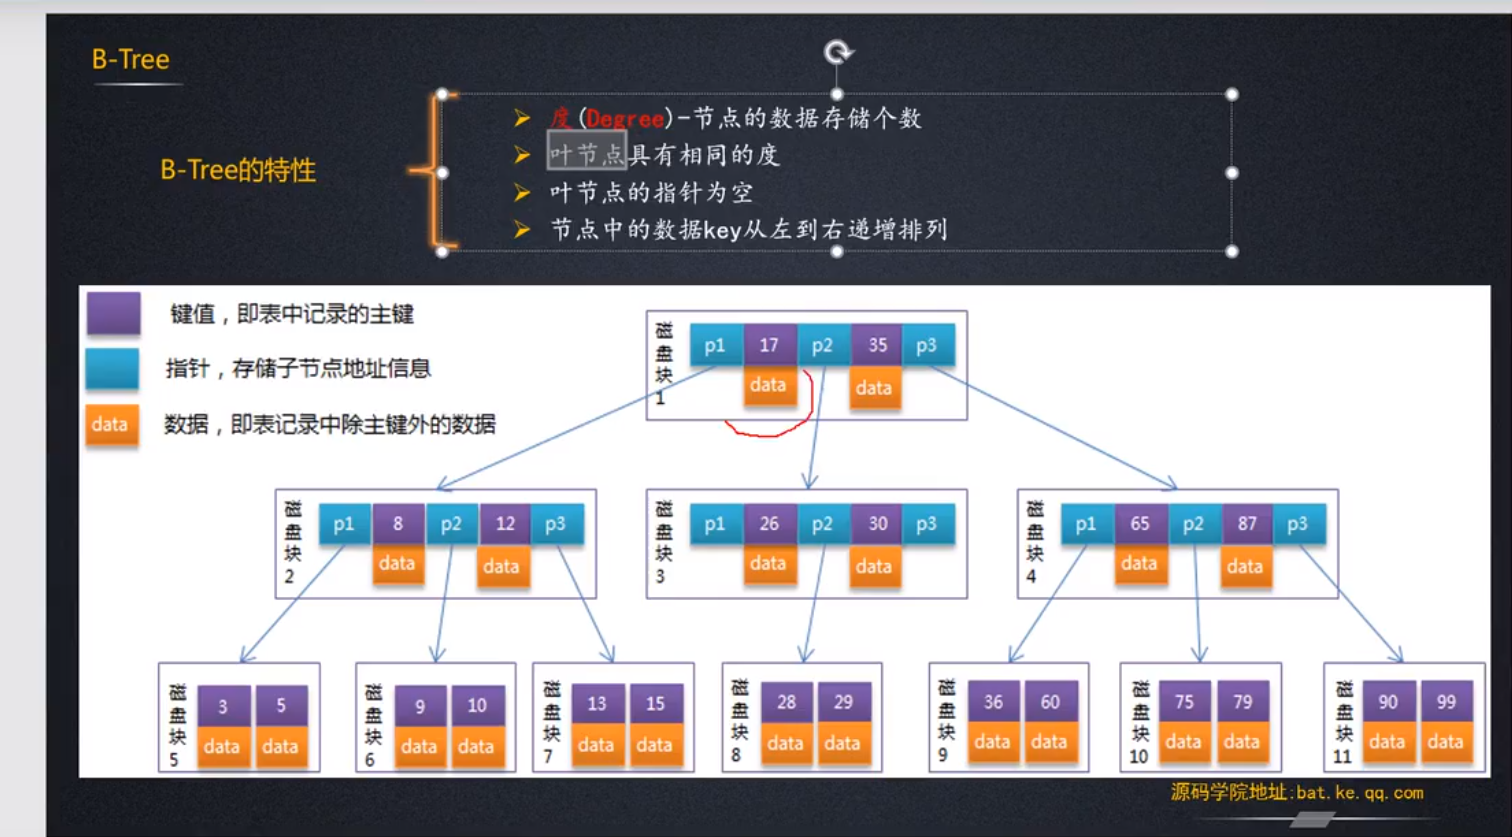 B-Tree
B-Tree的特性
度(Degree)-节点的数据存储个数
叶节点具有相同的度
叶节点的指针为空
节点中的数据key从左到右递增排列
键值，即表中记录的主键
指针，存储子节点地址信息
data 数据，即表记录中除主键外的数据
磁盘块1
p1 17 p2 35 p3
data data
磁盘块2
p1 8 p2 12 p3
data data
磁盘块3
p1 26 p2 30 p3
data data
磁盘块4
p1 65 p2 87 p3
data data
磁盘块5
3 5
data data
磁盘块6
9 10
data data
磁盘块7
13 15
data data
磁盘块8
28 29
data data
磁盘块9
36 60
data data
磁盘块10
75 79
data data
磁盘块11
90 99
data data
源码学院地址:bat.ke.qq.com